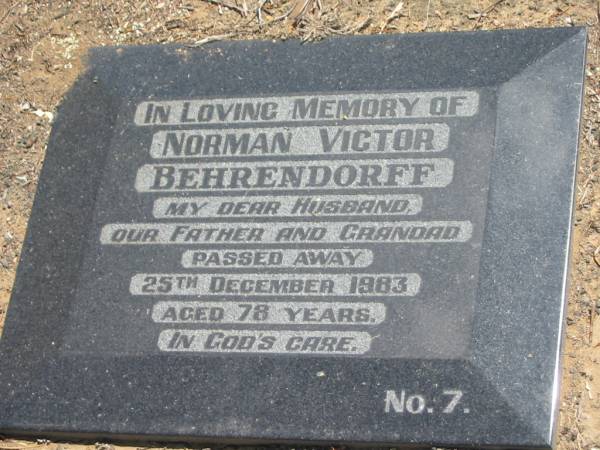 In Loving Memory of
Norman Victor
Behrendorff
My dear Husband,
our Father and Grandad
passed away
25th December 1983
aged 78 years.
In God's care.
No. 7.